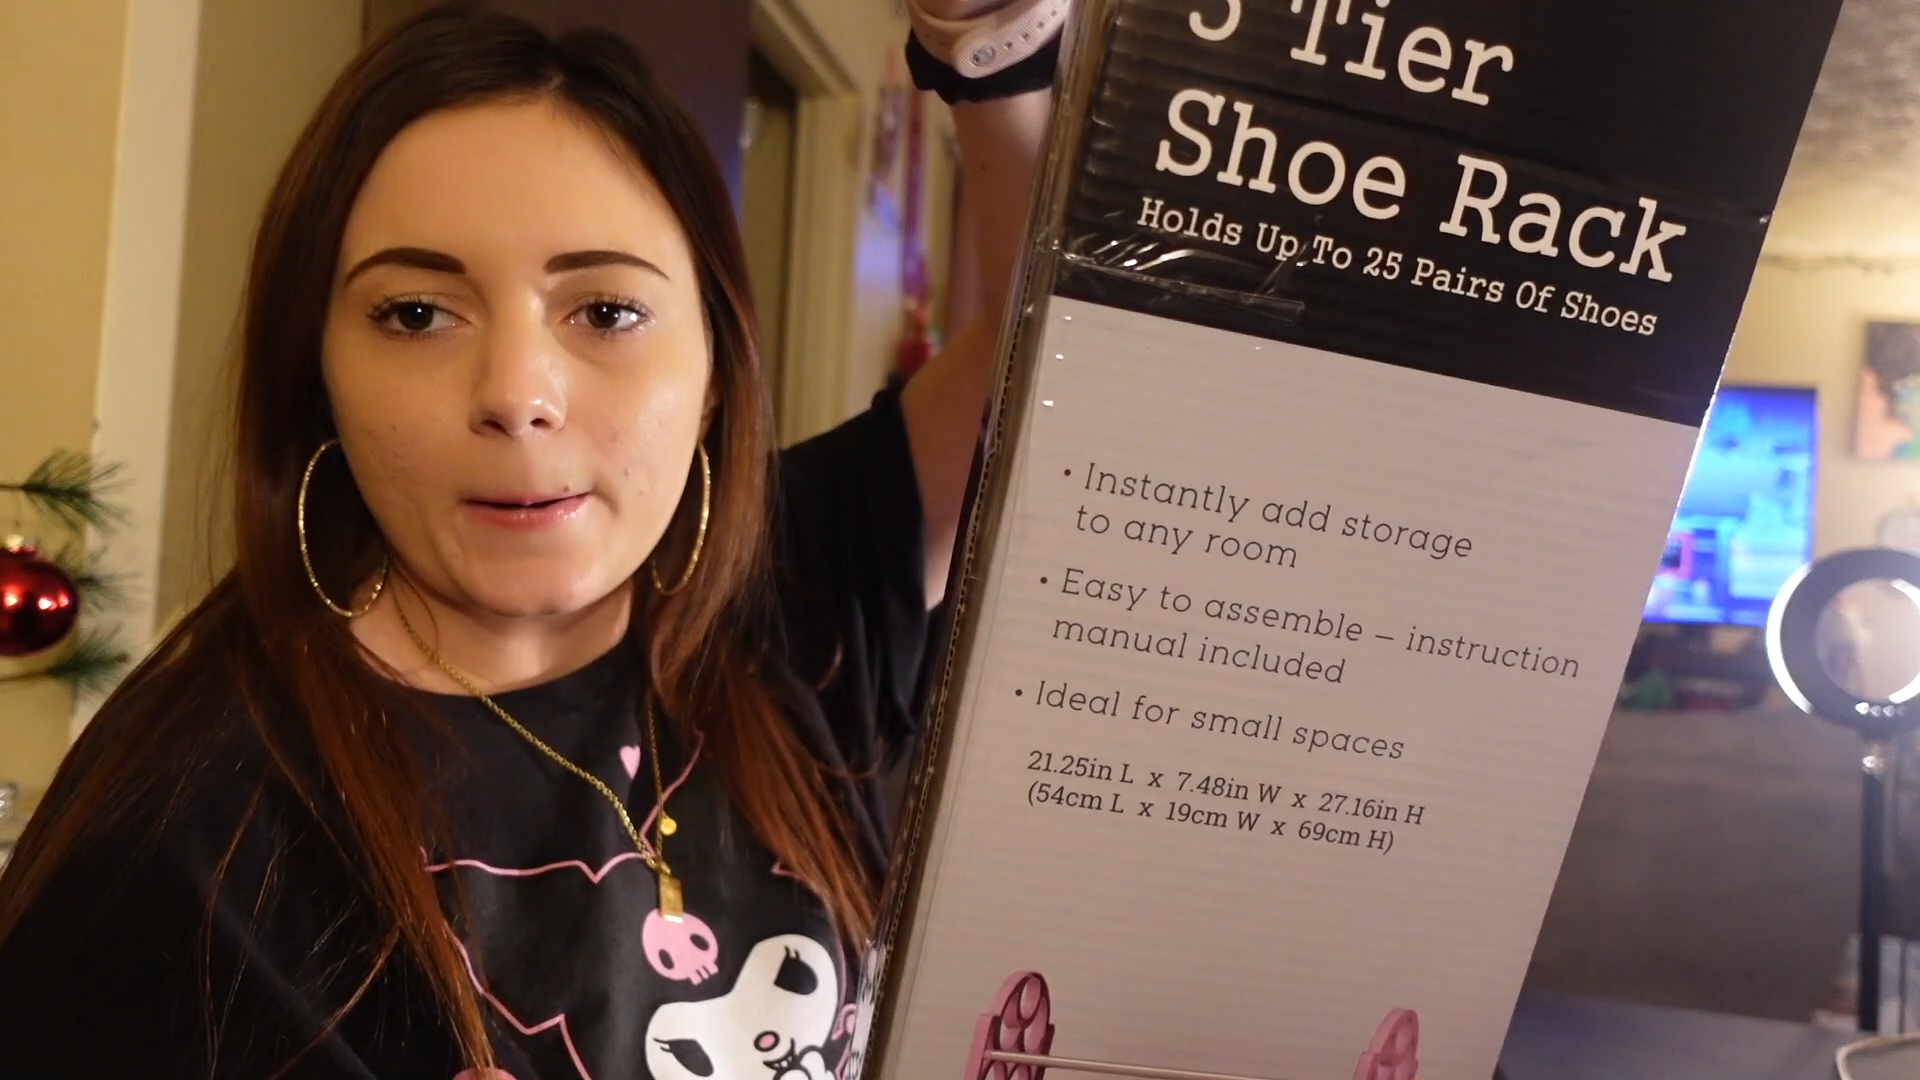 Tier
Shoe Rack
Holds Up To 25 Pairs Of Shoes
• Instantly add storage
to any room
• Easy to assemble – instruction
manual included
• Ideal for small spaces
21.25in L x 7.48in W x 27.16in H
(54cm L x 19cm W x 69cm H)